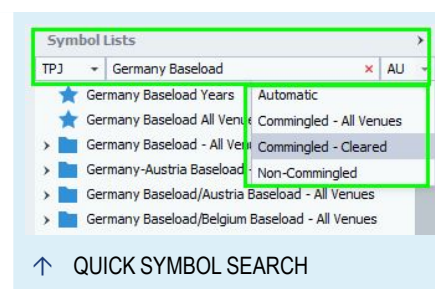 Symbol Lists
TPJ Germany Baseload × AU
Germany Baseload Years
Automatic
Germany Baseload All Venue
Commingled - All Venues
Germany Baseload - All Ven
Commingled - Cleared
Germany-Austria Baseload -
Non-Commingled
Germany Baseload/Austria Baseload - All Venues
Germany Baseload/Belgium Baseload - All Venues
↑ QUICK SYMBOL SEARCH